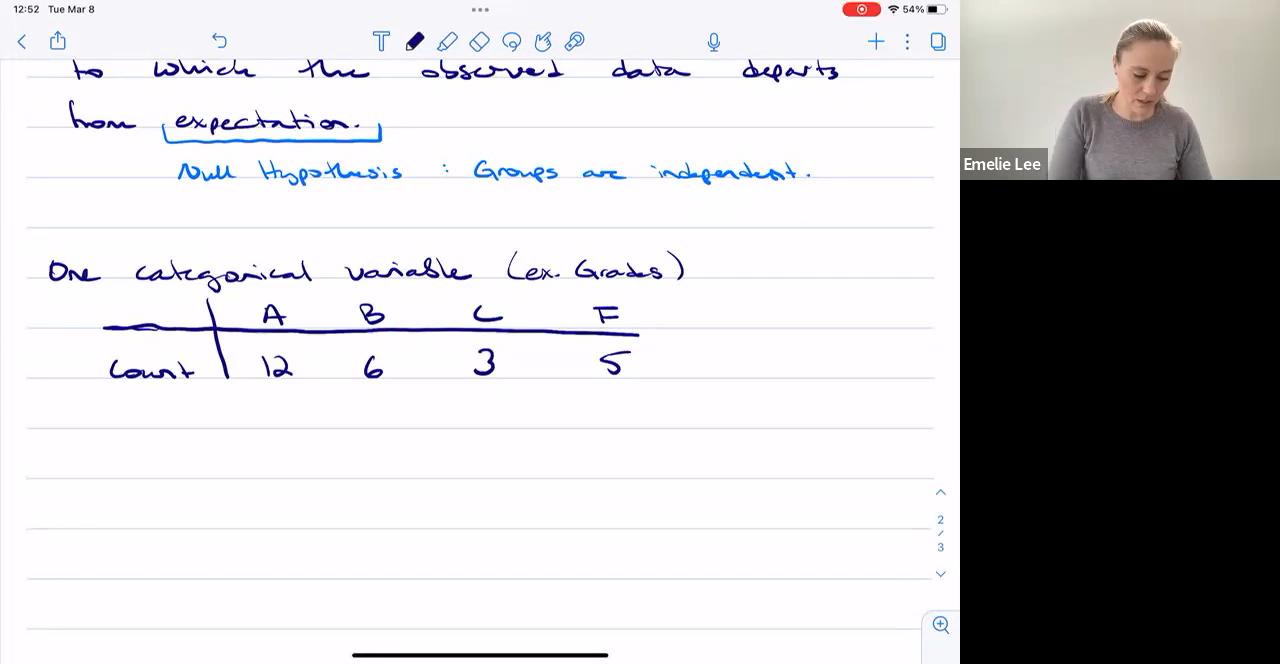 12:52 Tue Mar 8
54%
T
to which the observed data departs
from expectation.
Null Hypothesis : Groups are independent.
One categorical variable (ex. Grades)
A B C F
Count 12 6 3 5
2
/
3
Emelie Lee